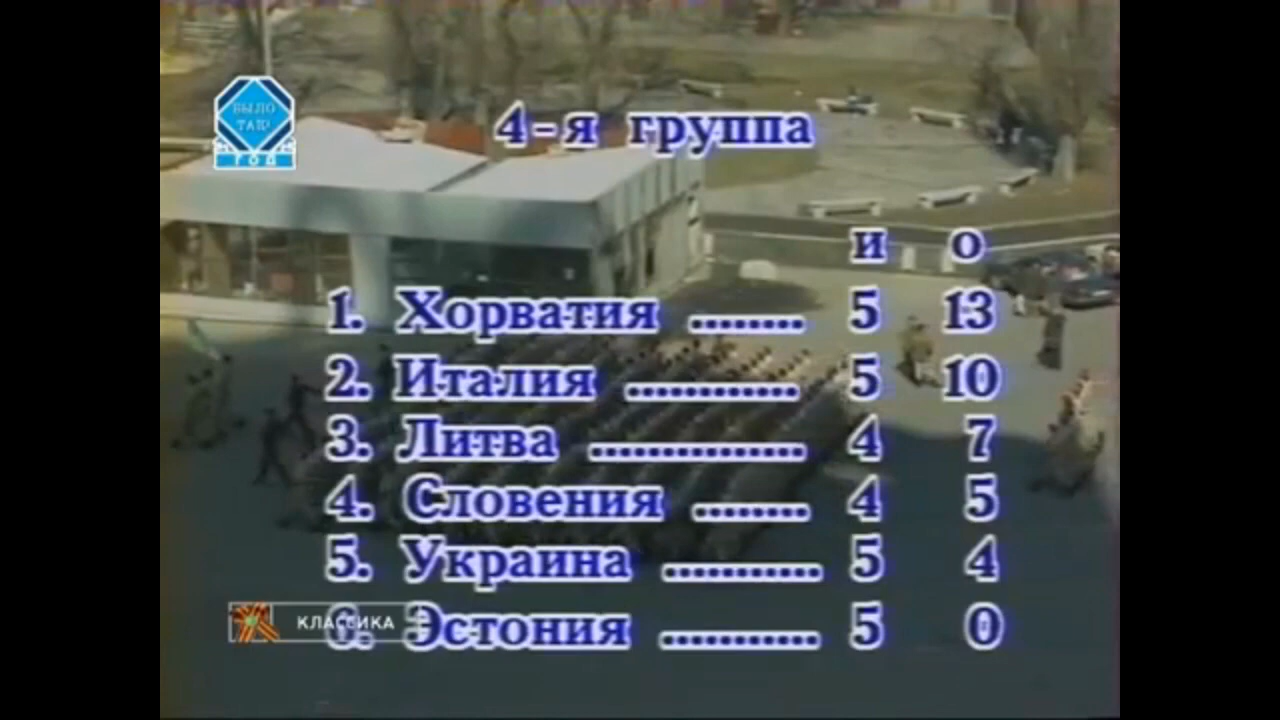 БЫЛО
ТАК!
ГОД
4-я группа
и о
1. Хорватия ........ 5 13
2. Италия ............ 5 10
3. Литва ............... 4 7
4. Словения ........ 4 5
5. Украина ........... 5 4
6. Эстония ........... 5 0
КЛАССИКА